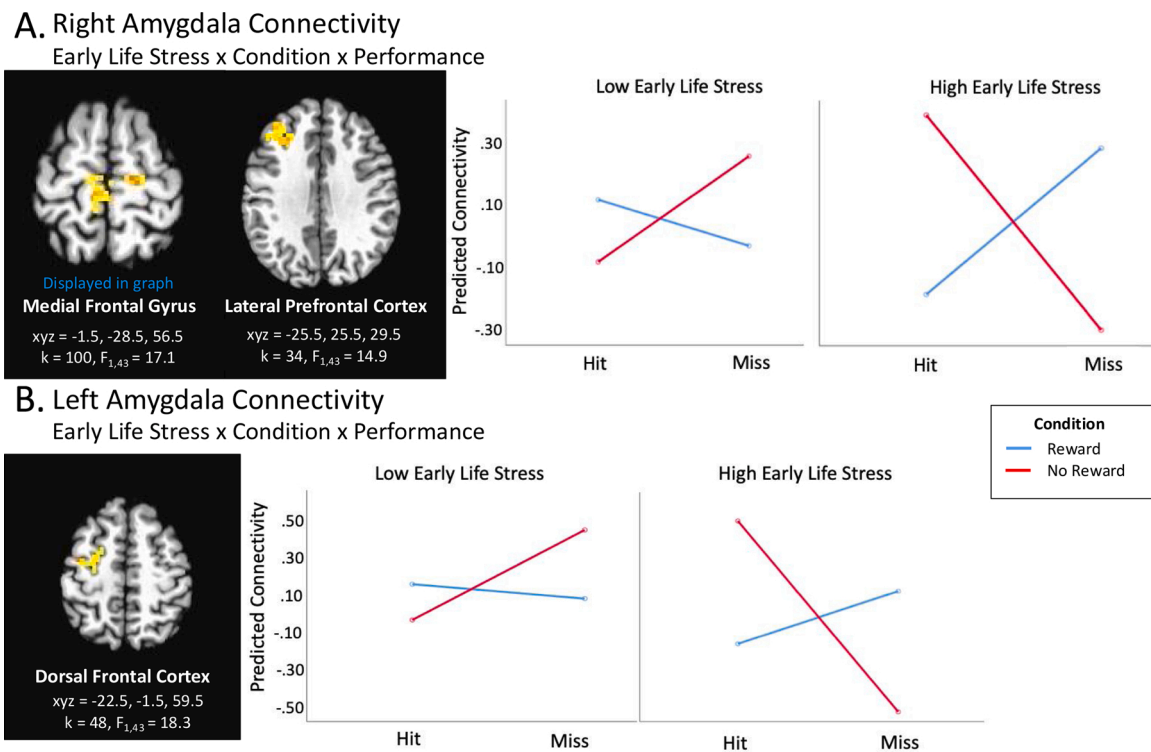 A. Right Amygdala Connectivity
Early Life Stress x Condition x Performance
Displayed in graph
Medial Frontal Gyrus
xyz = -1.5, -28.5, 56.5
k = 100, F1,43 = 17.1
Lateral Prefrontal Cortex
xyz = -25.5, 25.5, 29.5
k = 34, F1,43 = 14.9
Low Early Life Stress
High Early Life Stress
Predicted Connectivity
.30
.10
-.10
-.30
Hit
Miss
Hit
Miss
B. Left Amygdala Connectivity
Early Life Stress x Condition x Performance
Dorsal Frontal Cortex
xyz = -22.5, -1.5, 59.5
k = 48, F1,43 = 18.3
Low Early Life Stress
High Early Life Stress
Predicted Connectivity
.50
.30
.10
-.10
-.30
-.50
Hit
Miss
Hit
Miss
Condition
Reward
No Reward